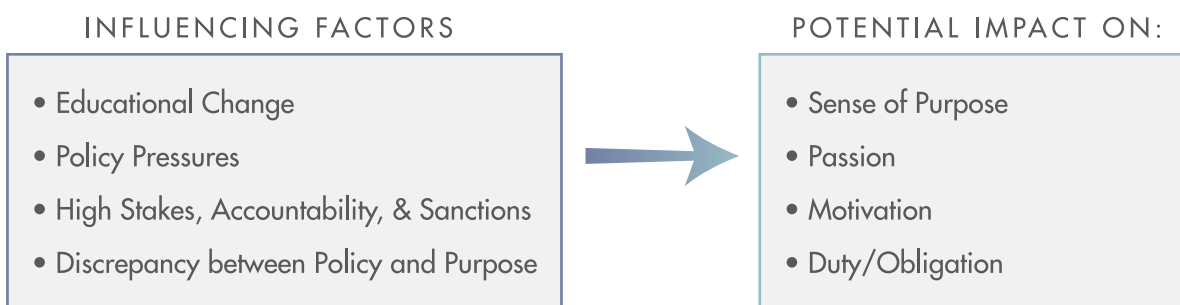 INFLUENCING FACTORS
• Educational Change
• Policy Pressures
• High Stakes, Accountability, & Sanctions
• Discrepancy between Policy and Purpose
POTENTIAL IMPACT ON:
• Sense of Purpose
• Passion
• Motivation
• Duty/Obligation